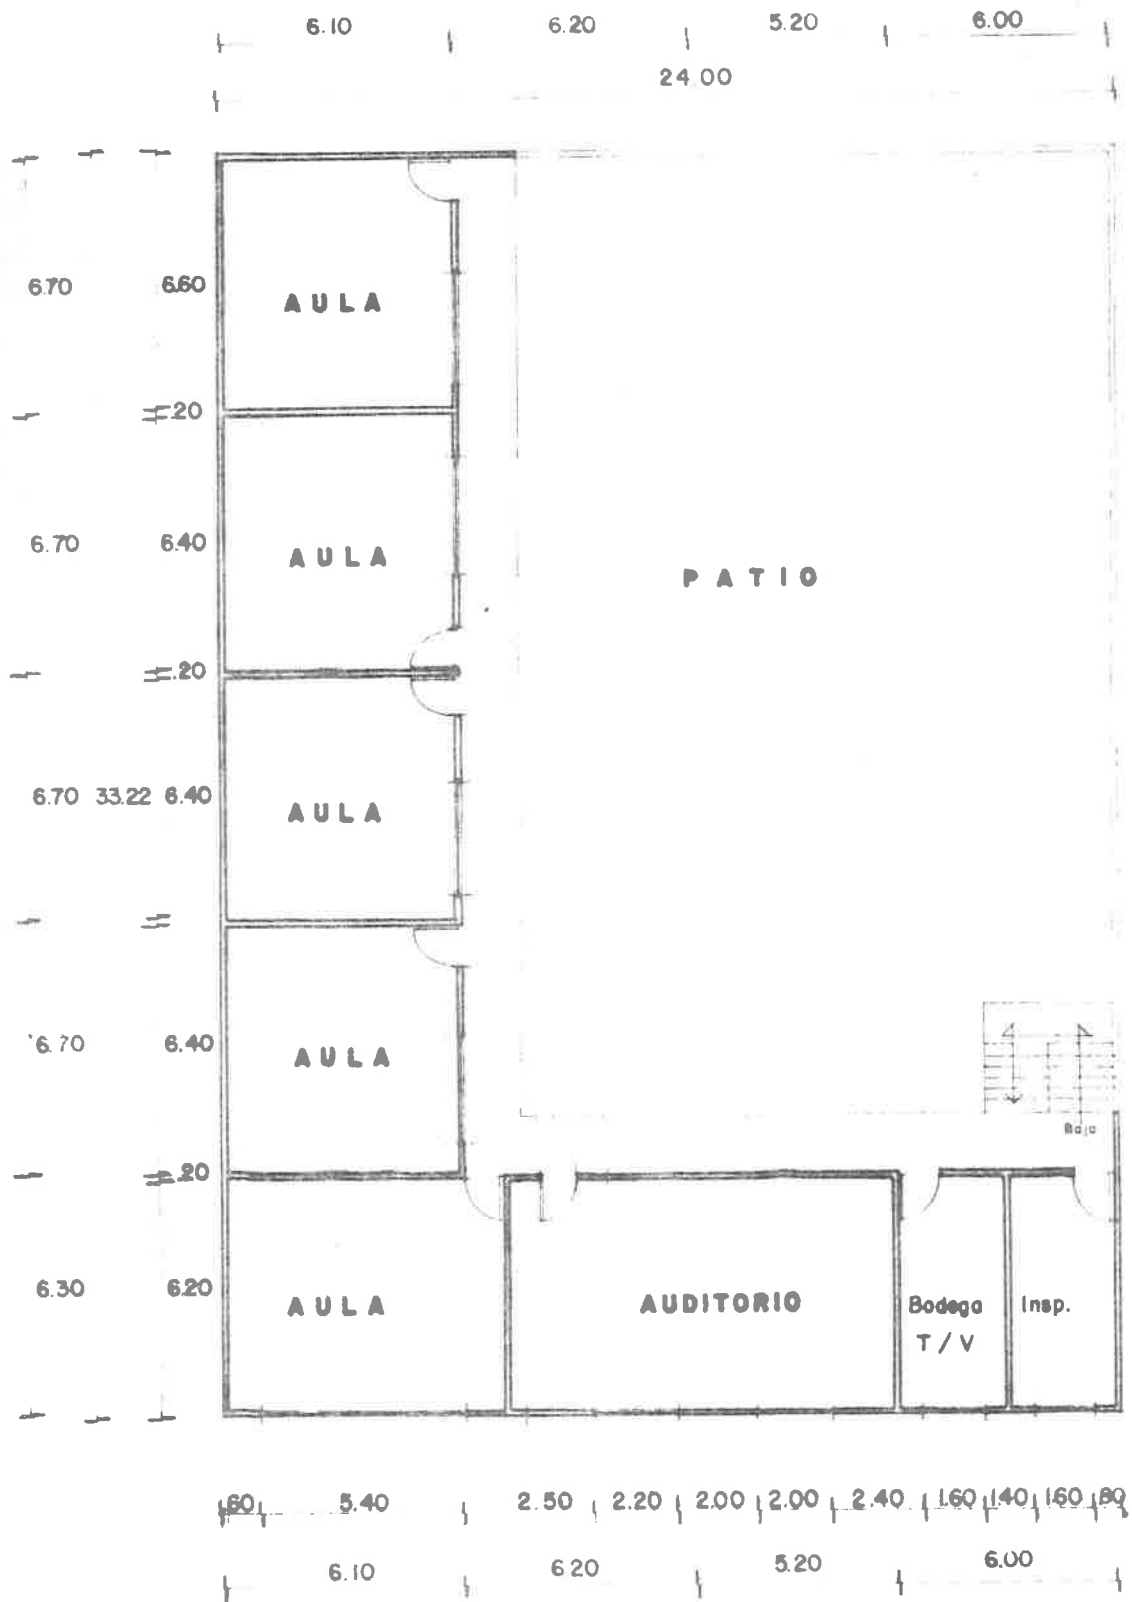 6.10 6.20 5.20 6.00
24.00
6.70 6.60 AULA
.20
6.70 6.40 AULA PATIO
.20
6.70 33.22 6.40 AULA
6.70 6.40 AULA
Baja
.20
6.30 6.20 AULA AUDITORIO Bodega Insp.
T/V
.60 5.40 2.50 2.20 2.00 2.00 2.40 1.60 1.40 1.60 .80
6.10 6.20 5.20 6.00